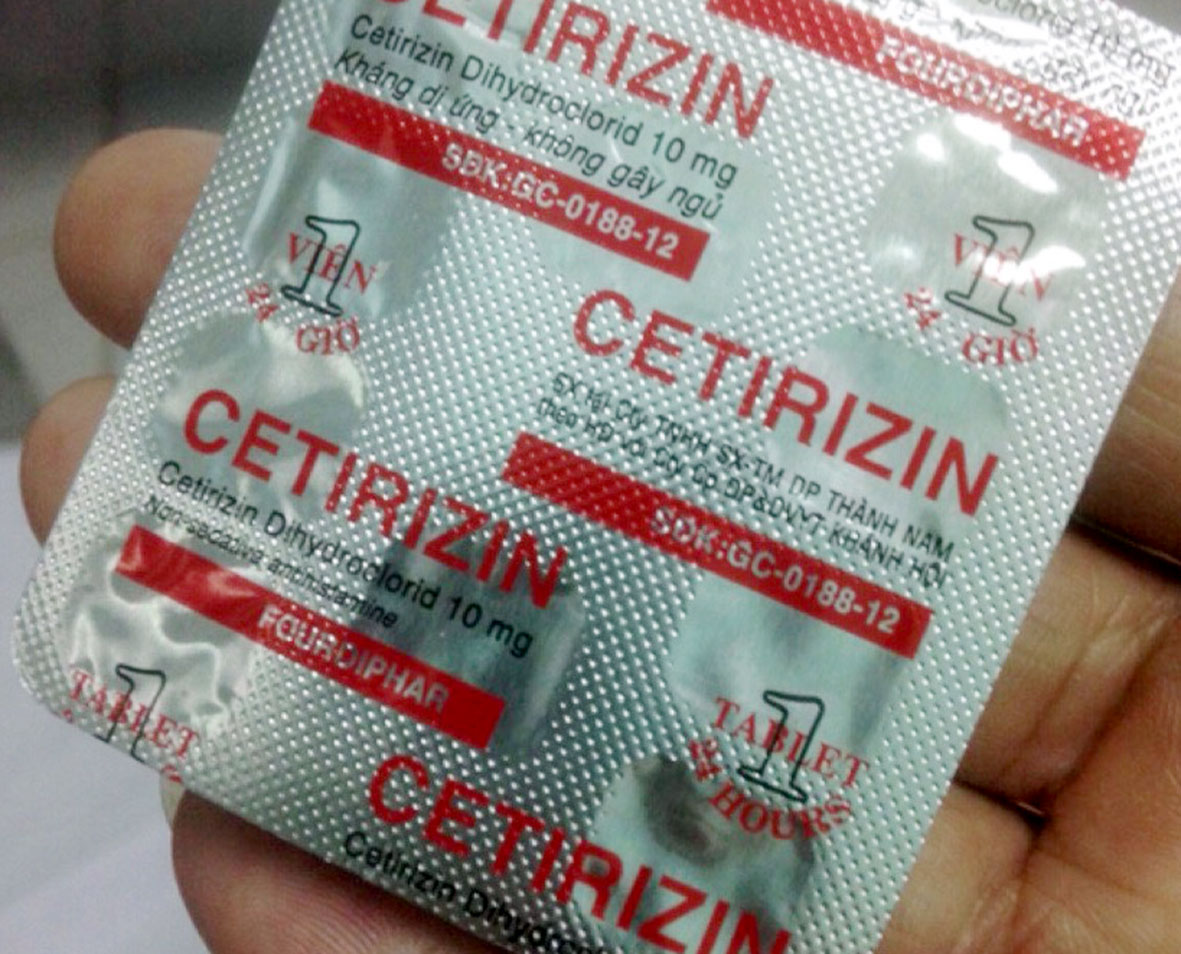 CETIRIZIN
Cetirizin Dihydroclorid 10 mg
Kháng dị ứng - không gây ngủ
SĐK:GC-0188-12
FOURDIPHAR
1
VIÊN
24 GIỜ
1
VIÊN
24 GIỜ
CETIRIZIN
SX tại Cty TNHH SX-TM DP THÀNH NAM
theo HĐ với Cty Cp DP&DVYT KHÁNH HỘI
SĐK:GC-0188-12
CETIRIZIN
Cetirizin Dihydroclorid 10 mg
Non-sedative antihistamine
FOURDIPHAR
1
TABLET
1
TABLET
24 HOURS
CETIRIZIN
Cetirizin